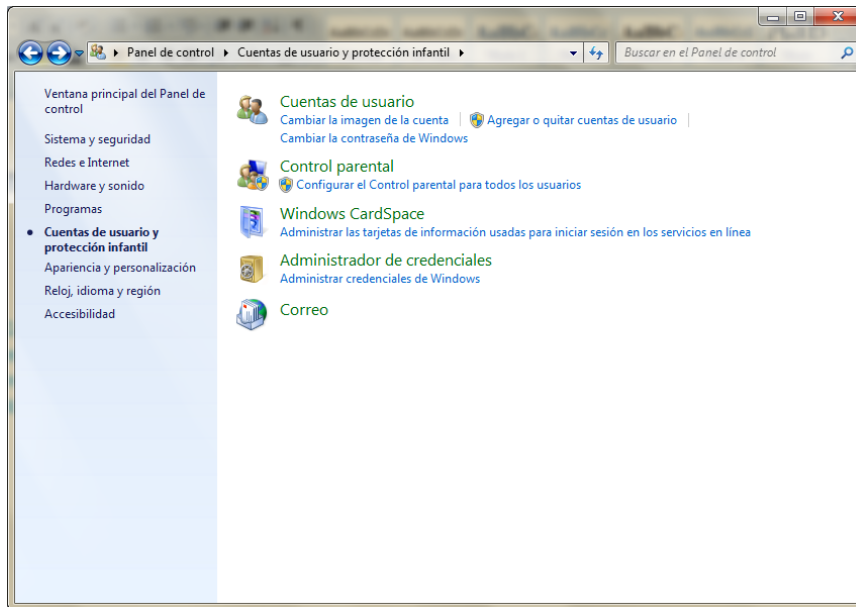 Panel de control ▸ Cuentas de usuario y protección infantil ▸
Buscar en el Panel de control
Ventana principal del Panel de
control
Sistema y seguridad
Redes e Internet
Hardware y sonido
Programas
Cuentas de usuario y
protección infantil
Apariencia y personalización
Reloj, idioma y región
Accesibilidad
Cuentas de usuario
Cambiar la imagen de la cuenta
Agregar o quitar cuentas de usuario
Cambiar la contraseña de Windows
Control parental
Configurar el Control parental para todos los usuarios
Windows CardSpace
Administrar las tarjetas de información usadas para iniciar sesión en los servicios en línea
Administrador de credenciales
Administrar credenciales de Windows
Correo